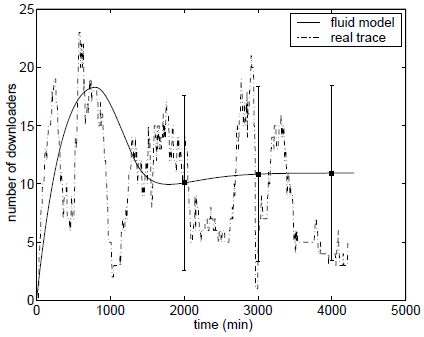 25
20
15
10
5
0
number of downloaders
fluid model
real trace
0 1000 2000 3000 4000 5000
time (min)